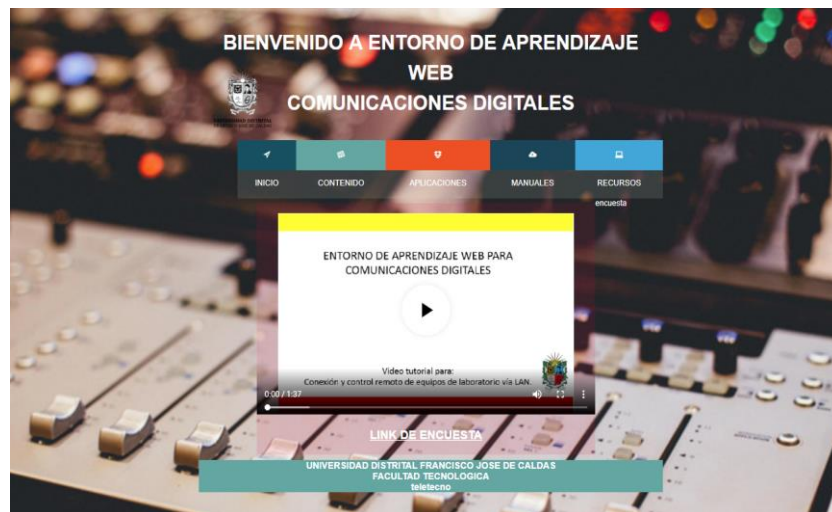 BIENVENIDO A ENTORNO DE APRENDIZAJE
WEB
COMUNICACIONES DIGITALES
UNIVERSIDAD DISTRITAL
INICIO
CONTENIDO
APLICACIONES
MANUALES
RECURSOS
encuesta
ENTORNO DE APRENDIZAJE WEB PARA
COMUNICACIONES DIGITALES
Video tutorial para:
Conexión y control remoto de equipos de laboratorio vía LAN.
0:00 / 1:37
LINK DE ENCUESTA
UNIVERSIDAD DISTRITAL FRANCISCO JOSE DE CALDAS
FACULTAD TECNOLOGICA
teletecno